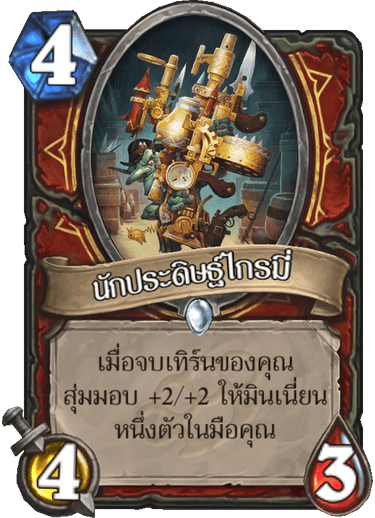 4
นักประดิษฐ์ไกรมี่
เมื่อจบเทิร์นของคุณ
สุ่มมอบ +2/+2 ให้มินเนี่ยน
หนึ่งตัวในมือคุณ
4
3